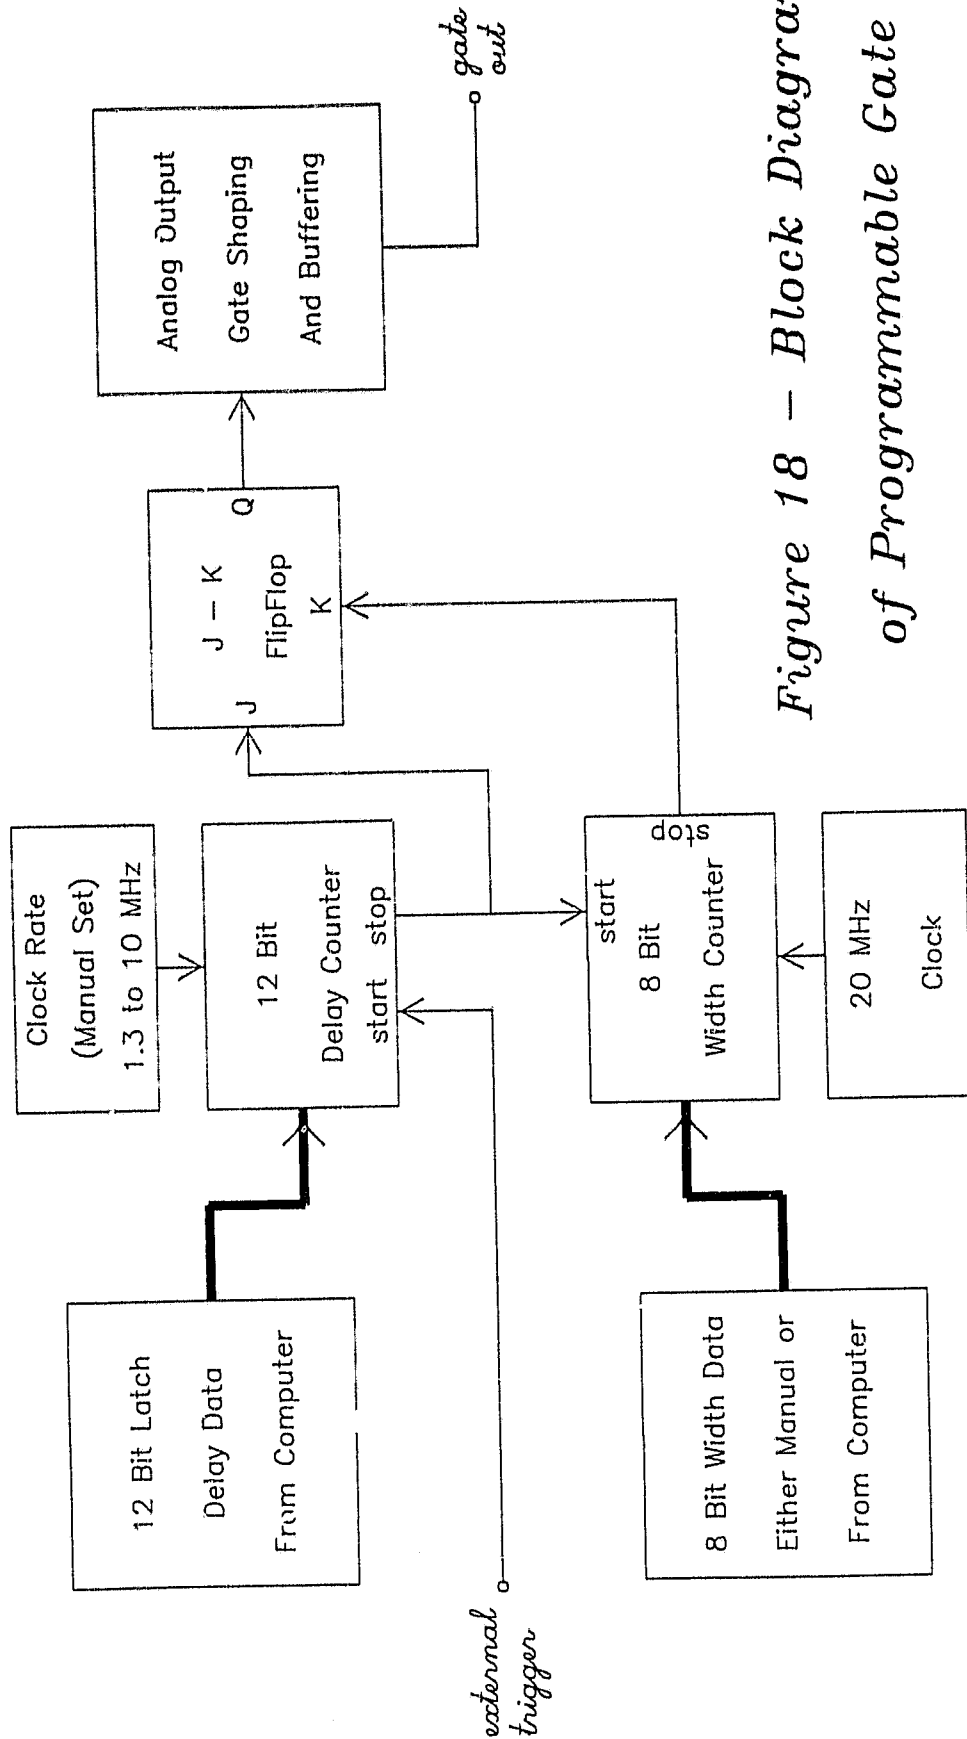 Clock Rate
(Manual Set)
1.3 to 10 MHz
12 Bit Latch
Delay Data
From Computer
12 Bit
Delay Counter
start stop
J
J - K
FlipFlop
K
Q
Analog Output
Gate Shaping
And Buffering
gate
out
external
trigger
8 Bit Width Data
Either Manual or
From Computer
start
8 Bit
Width Counter
stop
20 MHz
Clock
Figure 18 - Block Diagra
of Programmable Gate